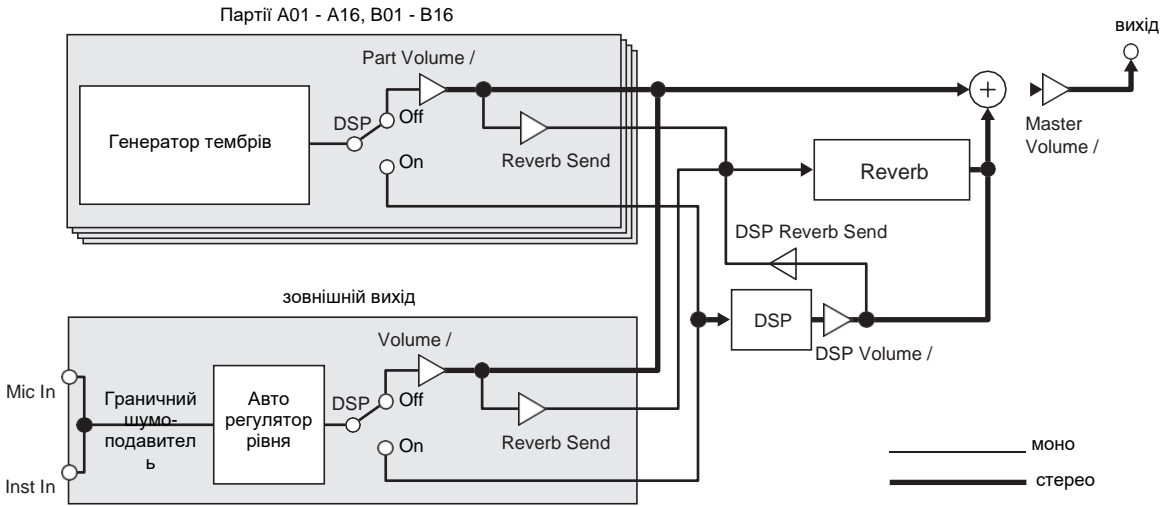 Партії A01 - A16, B01 - B16
вихід
Part Volume /
DSP
Off
Генератор тембрів
Reverb Send
On
Master
Volume /
Reverb
DSP Reverb Send
зовнішній вихід
DSP
DSP Volume /
Volume /
Mic In
Граничний
шумо-
подавител
ь
Авто
регулятор
рівня
DSP
Off
On
Reverb Send
Inst In
моно
стерео